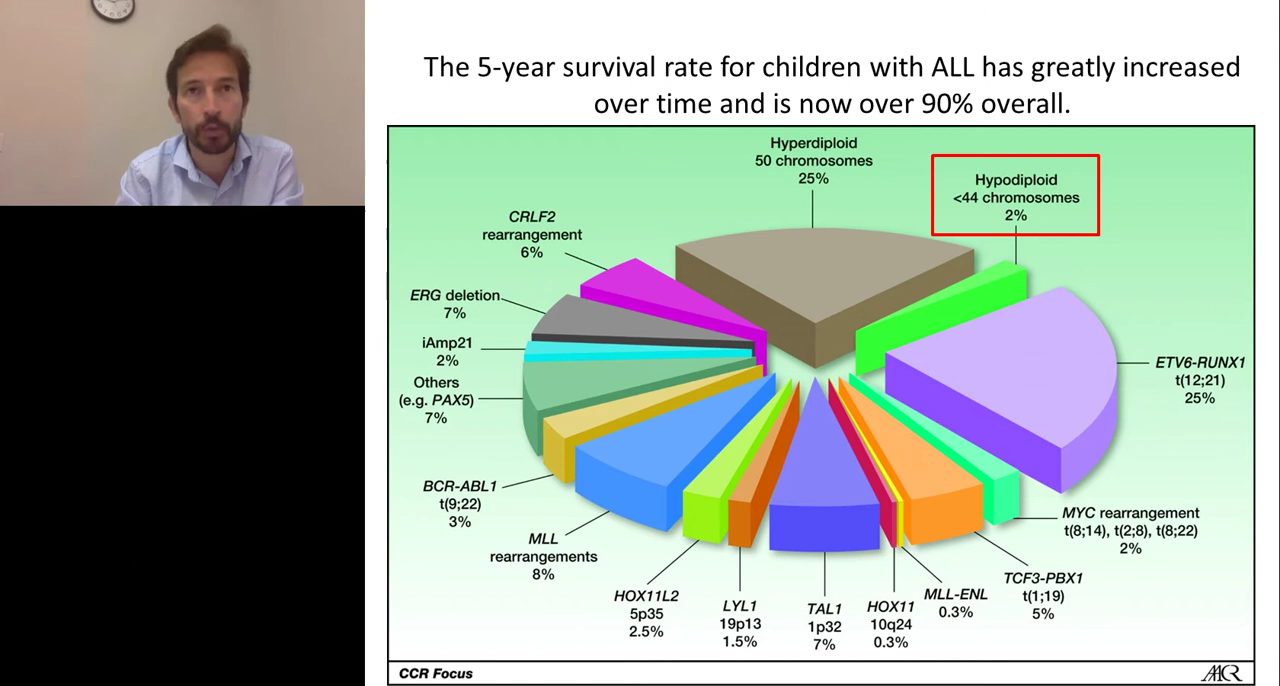 The 5-year survival rate for children with ALL has greatly increased
over time and is now over 90% overall.
Hyperdiploid
50 chromosomes
25%
Hypodiploid
<44 chromosomes
2%
CRLF2
rearrangement
6%
ERG deletion
7%
iAmp21
2%
Others
(e.g. PAX5)
7%
ETV6-RUNX1
t(12;21)
25%
BCR-ABL1
t(9;22)
3%
MLL
rearrangements
8%
HOX11L2
5p35
2.5%
LYL1
19p13
1.5%
TAL1
1p32
7%
HOX11
10q24
0.3%
MLL-ENL
0.3%
TCF3-PBX1
t(1;19)
5%
MYC rearrangement
t(8;14), t(2;8), t(8;22)
2%
CCR Focus
AACR